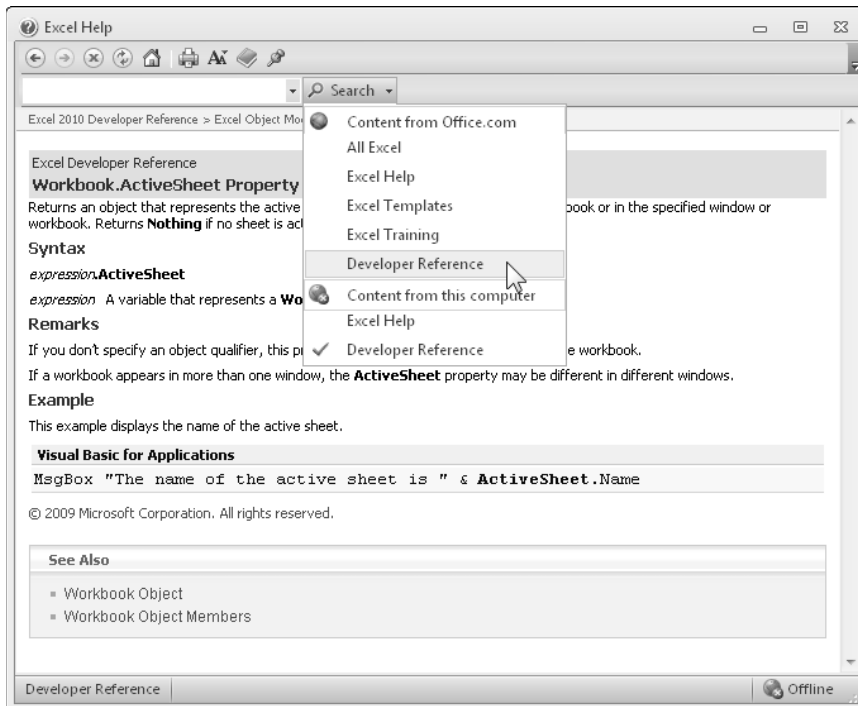 Excel Help
Search
Excel 2010 Developer Reference > Excel Object Mo
Content from Office.com
All Excel
Excel Help
Excel Templates
Excel Training
Developer Reference
Content from this computer
Excel Help
Developer Reference
Excel Developer Reference
Workbook.ActiveSheet Property
Returns an object that represents the active book or in the specified window or
workbook. Returns Nothing if no sheet is
Syntax
expression.ActiveSheet
expression A variable that represents a
Remarks
If you don't specify an object qualifier, this workbook.
If a workbook appears in more than one window, the ActiveSheet property may be different in different windows.
Example
This example displays the name of the active sheet.
Visual Basic for Applications
MsgBox "The name of the active sheet is " & ActiveSheet.Name
© 2009 Microsoft Corporation. All rights reserved.
See Also
Workbook Object
Workbook Object Members
Developer Reference
Offline